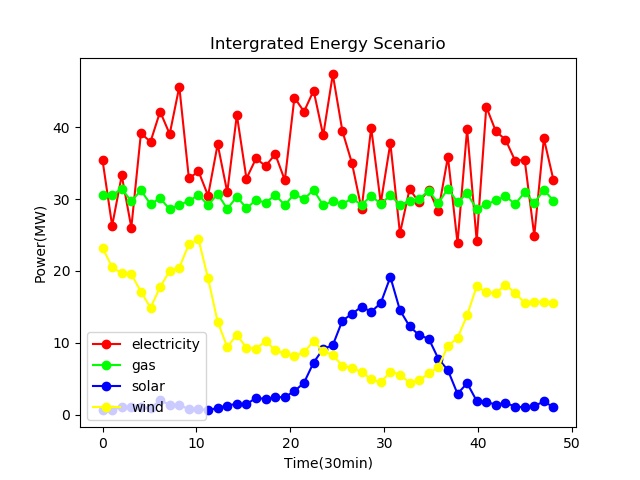 Intergrated Energy Scenario
Power(MW)
40
30
20
10
0
electricity
gas
solar
wind
0 10 20 30 40 50
Time(30min)